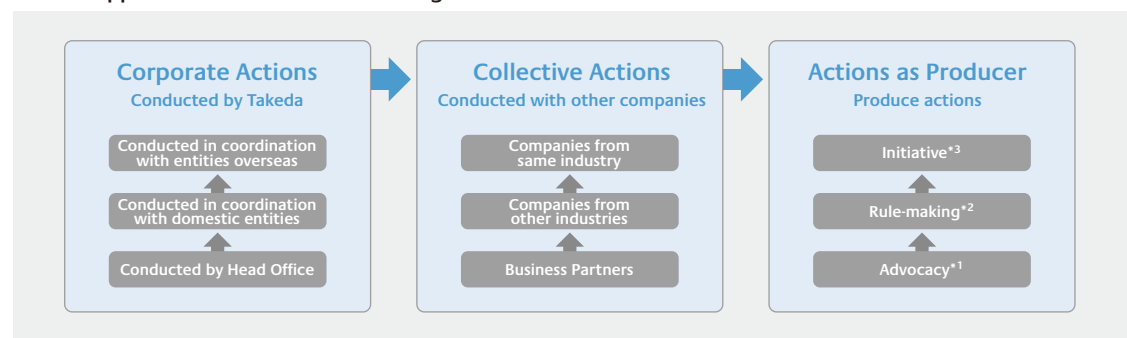 Corporate Actions
Conducted by Takeda
Conducted in coordination
with entities overseas
Conducted in coordination
with domestic entities
Conducted by Head Office
Collective Actions
Conducted with other companies
Companies from
same industry
Companies from
other industries
Business Partners
Actions as Producer
Produce actions
Initiative*3
Rule-making*2
Advocacy*1